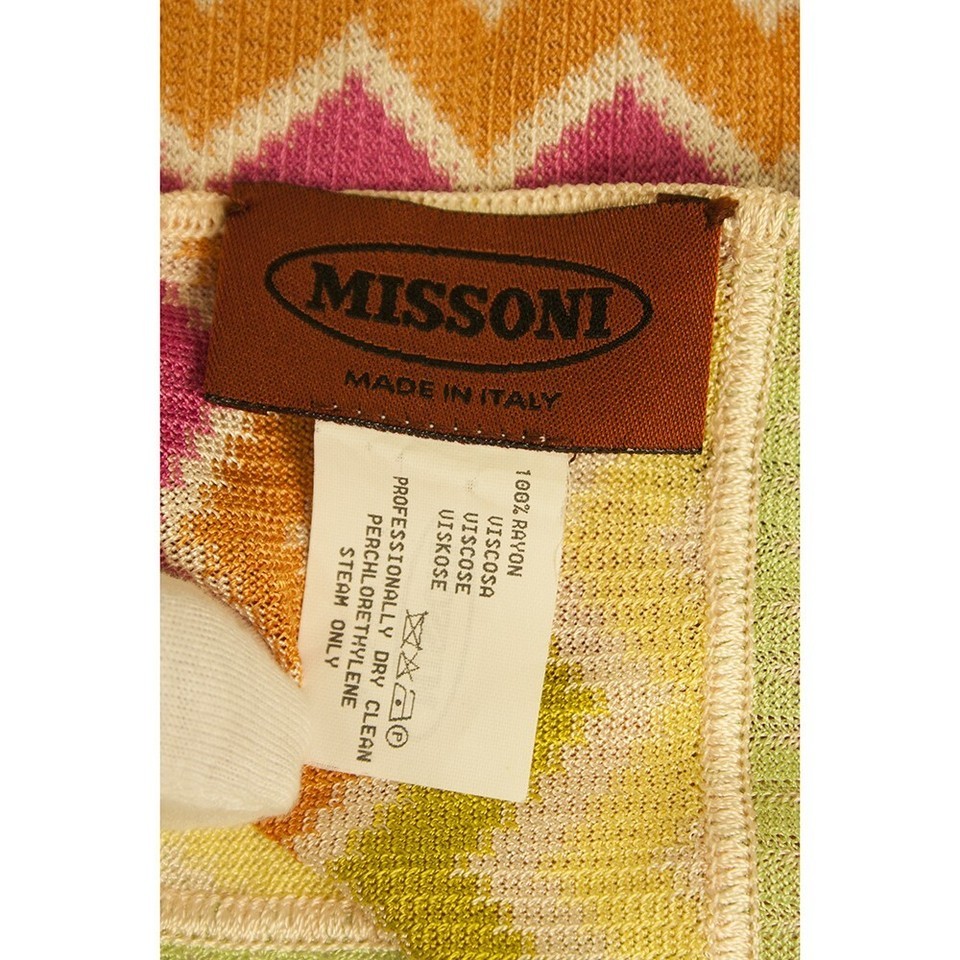 MISSONI
MADE IN ITALY
100% RAYON
VISCOSA
VISCOSE
VISKOSE
P
PROFESSIONALLY DRY CLEAN
PERCHLORETHYLENE
STEAM ONLY